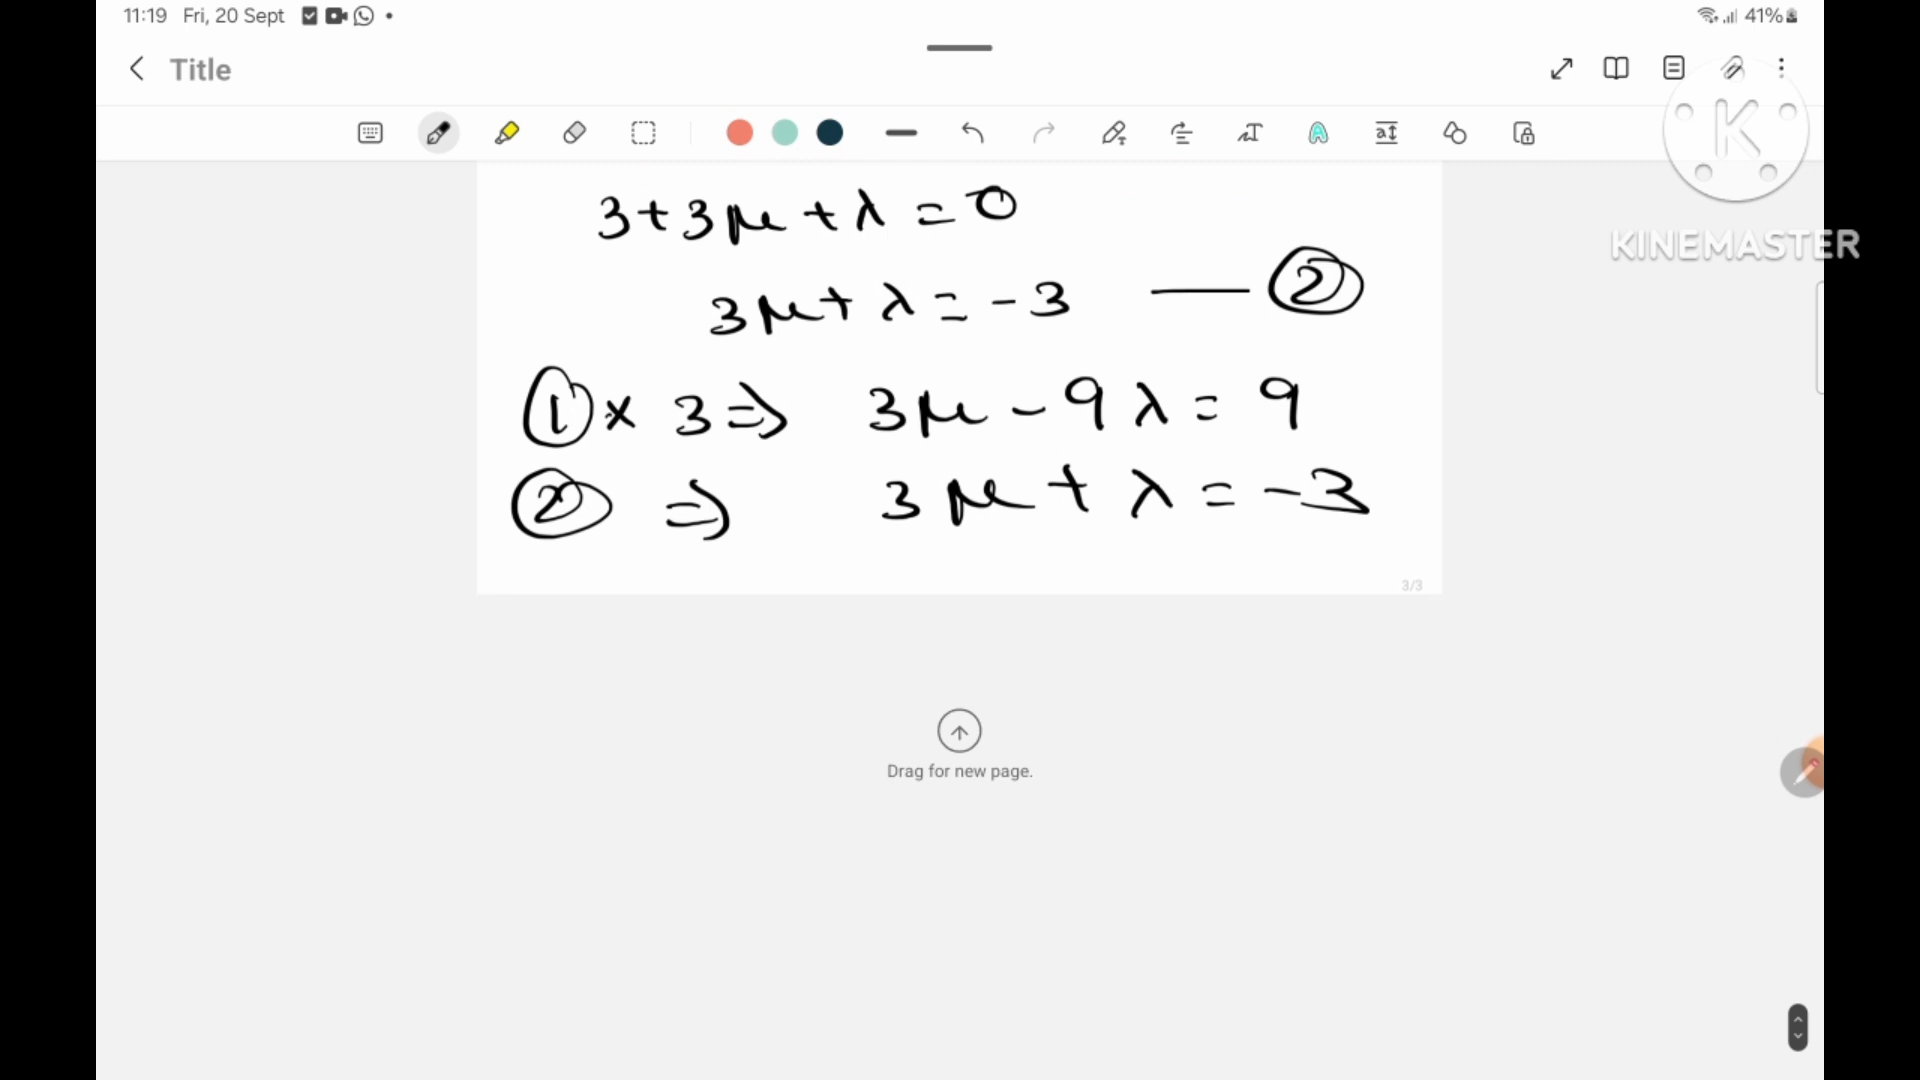 11:19 Fri, 20 Sept 41%
Title
KINEMASTER
3+3μ+λ=0
3μ+λ=-3 — ②
① × 3 ⇒ 3μ-9λ=9
② ⇒ 3μ+λ=-3
3/3
Drag for new page.